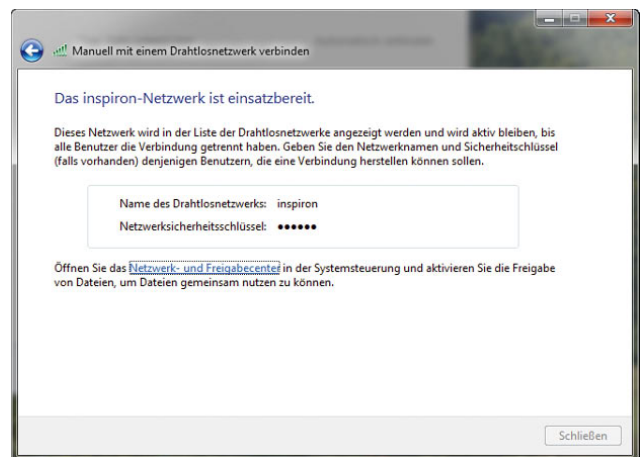 Manuell mit einem Drahtlosnetzwerk verbinden
Das inspiron-Netzwerk ist einsatzbereit.
Dieses Netzwerk wird in der Liste der Drahtlosnetzwerke angezeigt werden und wird aktiv bleiben, bis
alle Benutzer die Verbindung getrennt haben. Geben Sie den Netzwerknamen und Sicherheitschlüssel
(falls vorhanden) denjenigen Benutzern, die eine Verbindung herstellen können sollen.
Name des Drahtlosnetzwerks: inspiron
Netzwerksicherheitsschlüssel: ●●●●●●
Öffnen Sie das Netzwerk- und Freigabecenter in der Systemsteuerung und aktivieren Sie die Freigabe
von Dateien, um Dateien gemeinsam nutzen zu können.
Schließen